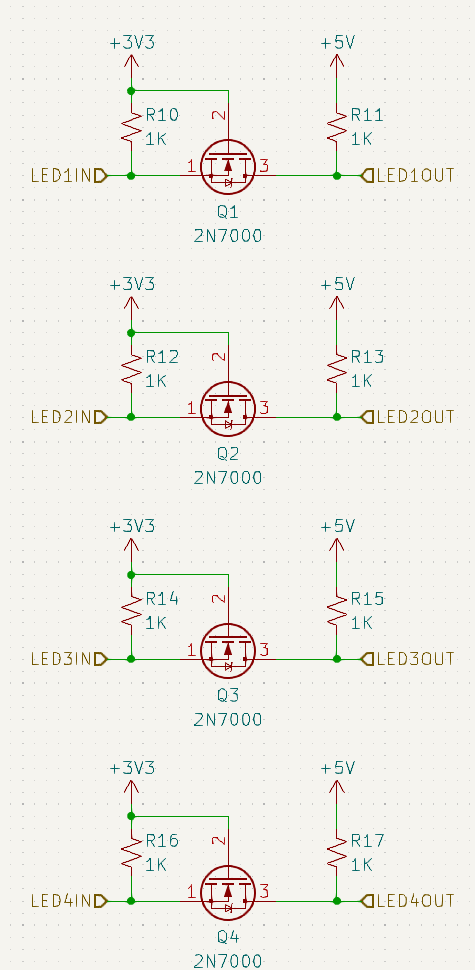 +3V3 +5V
2
R10 R11
1K 1K
LED1IN 1 3 LED1OUT
Q1
2N7000
+3V3 +5V
2
R12 R13
1K 1K
LED2IN 1 3 LED2OUT
Q2
2N7000
+3V3 +5V
2
R14 R15
1K 1K
LED3IN 1 3 LED3OUT
Q3
2N7000
+3V3 +5V
2
R16 R17
1K 1K
LED4IN 1 3 LED4OUT
Q4
2N7000